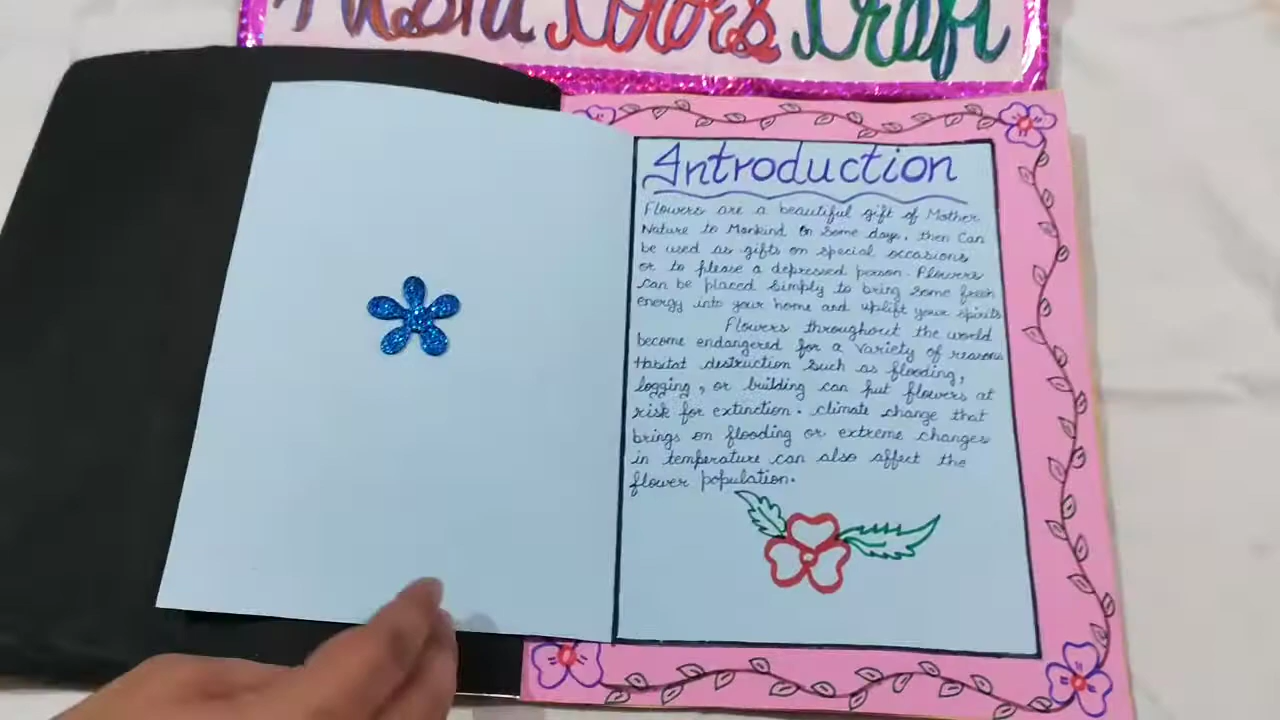 Colors Craft
Introduction
Flowers are a beautiful gift of Mother
Nature to Mankind on some days, then Can
be used as gifts on special occasions
or to please a depressed person. Flowers
can be placed simply to bring some fresh
energy into your home and uplift your spirits
Flowers throughout the world
become endangered for a variety of reasons
Habitat destruction such as flooding,
logging, or building can put flowers at
risk for extinction. climate change that
brings on flooding or extreme changes
in temperature can also affect the
flower population.